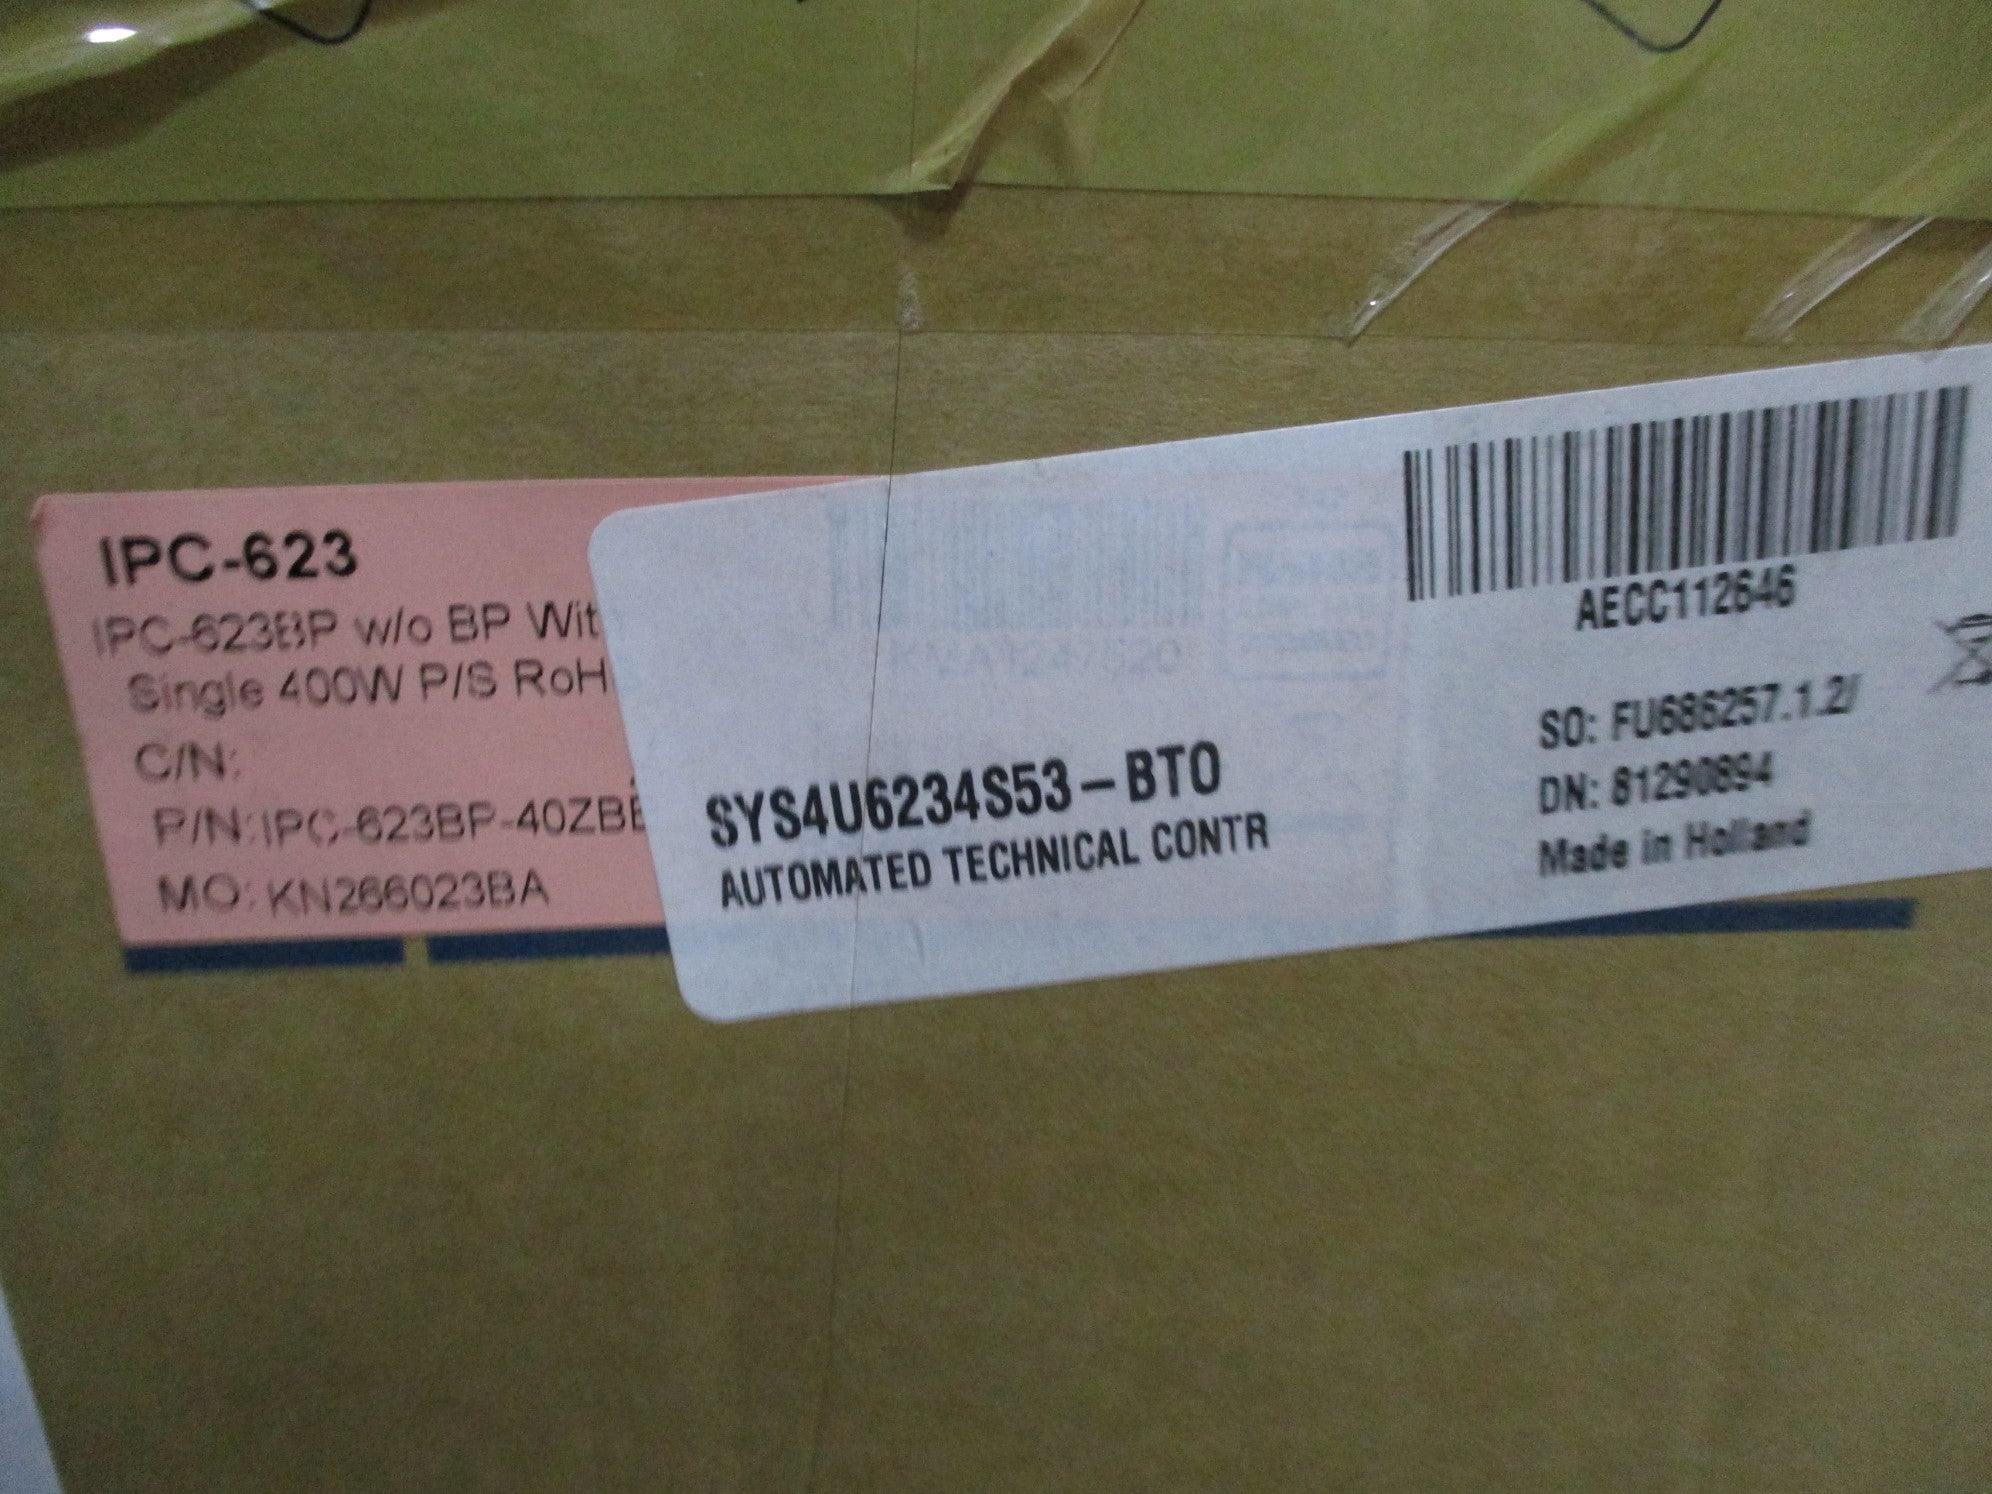 IPC-623
IPC-623BP w/o BP Wit
Single 400W P/S RoH
C/N:
P/N:IPC-623BP-40ZBE
MO: KN266023BA
AECC112646
SYS4U6234S53-BTO
AUTOMATED TECHNICAL CONTR
SO: FU686257.1.2/
DN: 81290894
Made in Holland